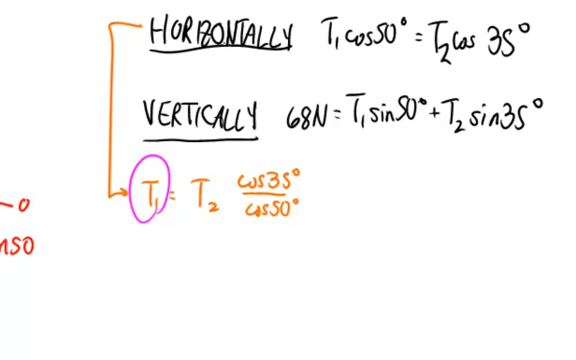 HORIZONTALLY T₁cos50° = T₂cos 35°
VERTICALLY 68N = T₁sin50° + T₂sin35°
T₁ = T₂ cos35°/cos50°